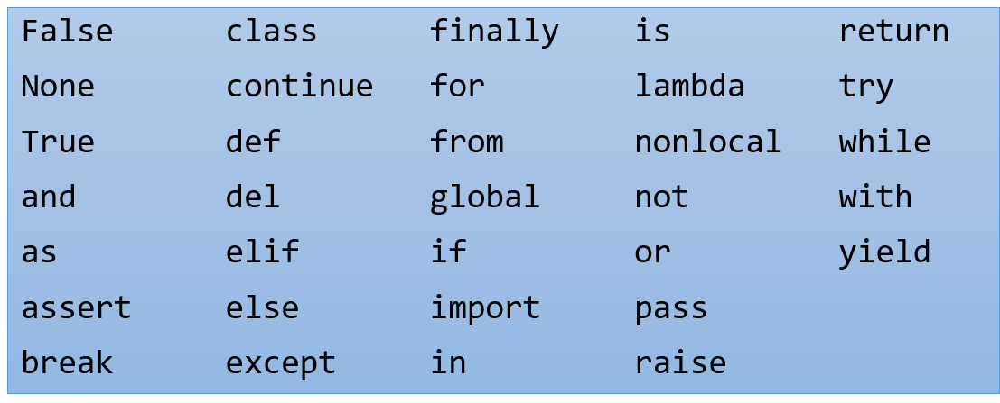 False class finally is return
None continue for lambda try
True def from nonlocal while
and del global not with
as elif if or yield
assert else import pass
break except in raise